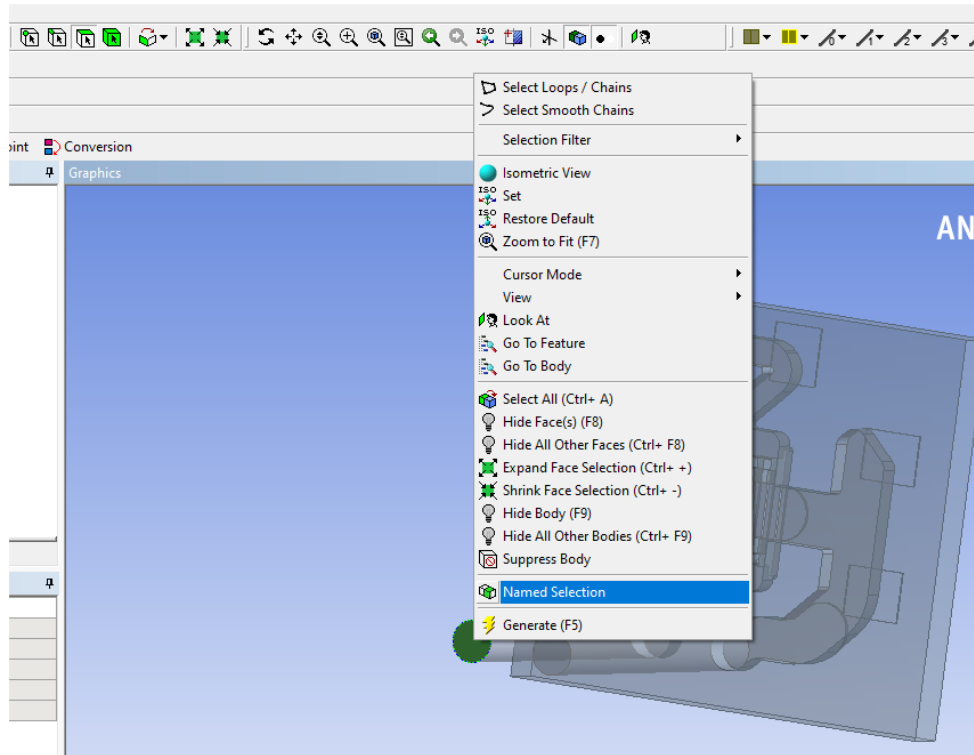 ISO
oint Conversion
Graphics
AN
Select Loops / Chains
Select Smooth Chains
Selection Filter
Isometric View
ISO Set
ISO Restore Default
Zoom to Fit (F7)
Cursor Mode
View
Look At
Go To Feature
Go To Body
Select All (Ctrl+ A)
Hide Face(s) (F8)
Hide All Other Faces (Ctrl+ F8)
Expand Face Selection (Ctrl+ +)
Shrink Face Selection (Ctrl+ -)
Hide Body (F9)
Hide All Other Bodies (Ctrl+ F9)
Suppress Body
Named Selection
Generate (F5)